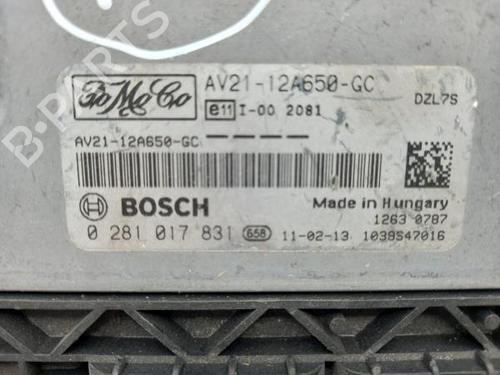 B-PARTS
FoMoCo AV21-12A650-GC DZL7S
e11 I-00 2081
AV21-12A650-GC
BOSCH Made in Hungary
1263 0787
0 281 017 831 658 11-02-13 1039S47016